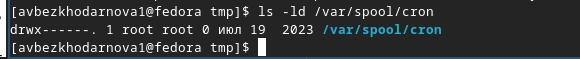 [avbezkhodarnova1@fedora tmp]$ ls -ld /var/spool/cron
drwx------. 1 root root 0 июл 19  2023 /var/spool/cron
[avbezkhodarnova1@fedora tmp]$